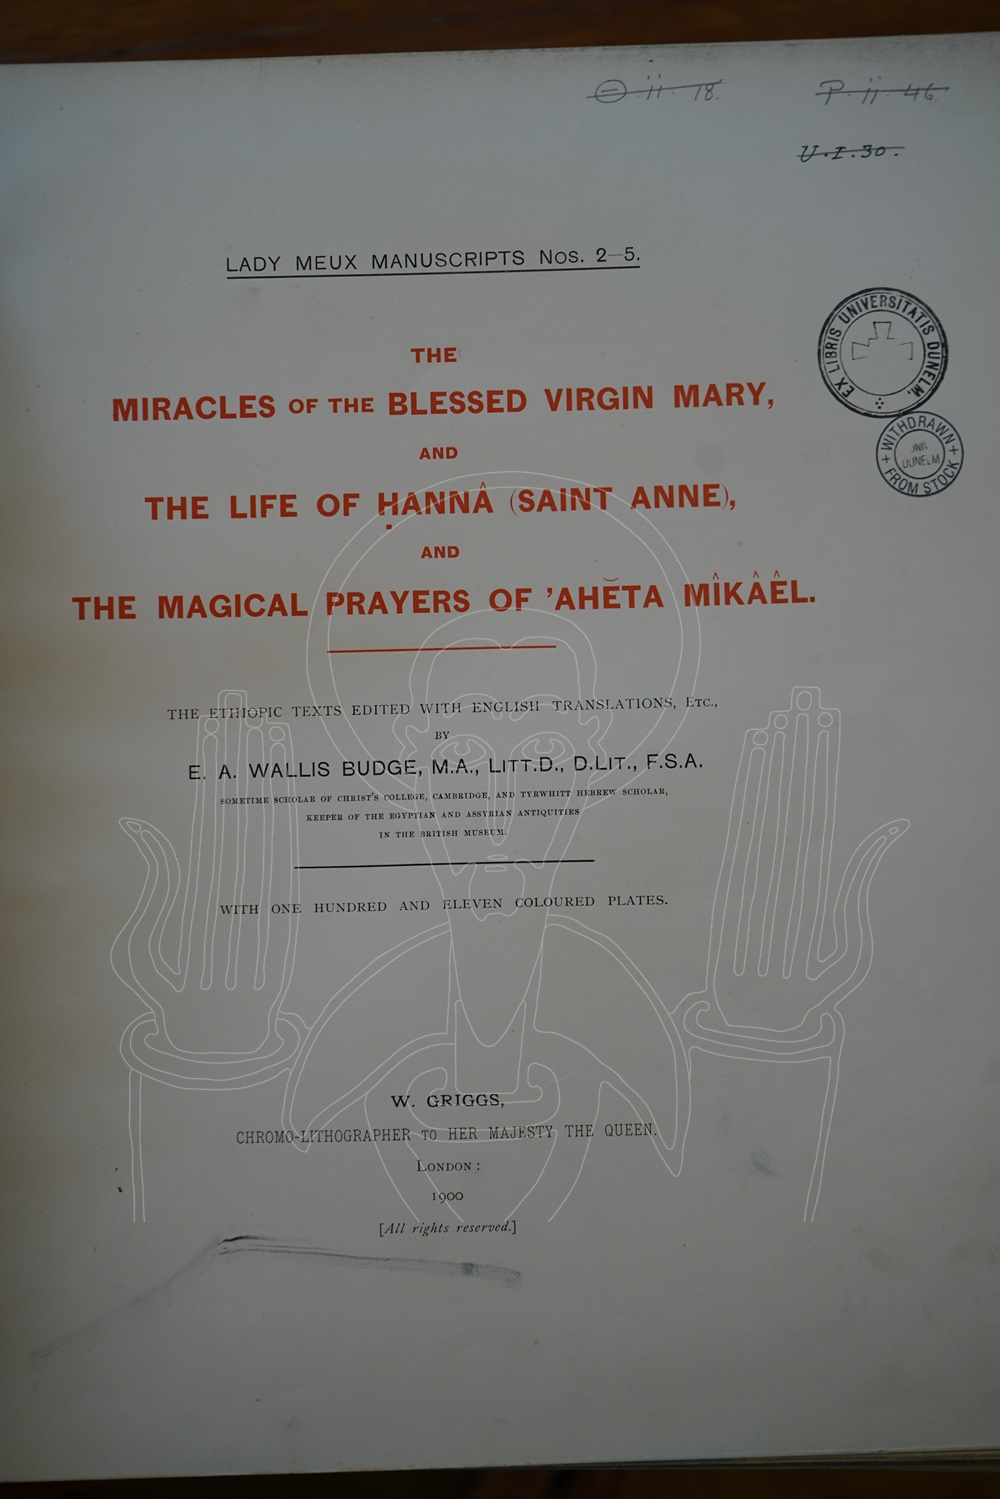 Θ. ii. 18. P. ii. 46
U.I.30.
LADY MEUX MANUSCRIPTS Nos. 2–5.
EX LIBRIS UNIVERSITATIS DUNELM.
WITHDRAWN FROM STOCK
UNIV. DUNELM
THE
MIRACLES OF THE BLESSED VIRGIN MARY,
AND
THE LIFE OF ḤANNÂ (SAINT ANNE),
AND
THE MAGICAL PRAYERS OF 'AHĔTA MÎKÂÊL.
THE ETHIOPIC TEXTS EDITED WITH ENGLISH TRANSLATIONS, Etc.,
BY
E. A. WALLIS BUDGE, M.A., LITT.D., D.LIT., F.S.A.
SOMETIME SCHOLAR OF CHRIST'S COLLEGE, CAMBRIDGE, AND TYRWHITT HEBREW SCHOLAR,
KEEPER OF THE EGYPTIAN AND ASSYRIAN ANTIQUITIES
IN THE BRITISH MUSEUM.
WITH ONE HUNDRED AND ELEVEN COLOURED PLATES.
W. GRIGGS,
CHROMO-LITHOGRAPHER TO HER MAJESTY THE QUEEN.
London:
1900
[All rights reserved.]